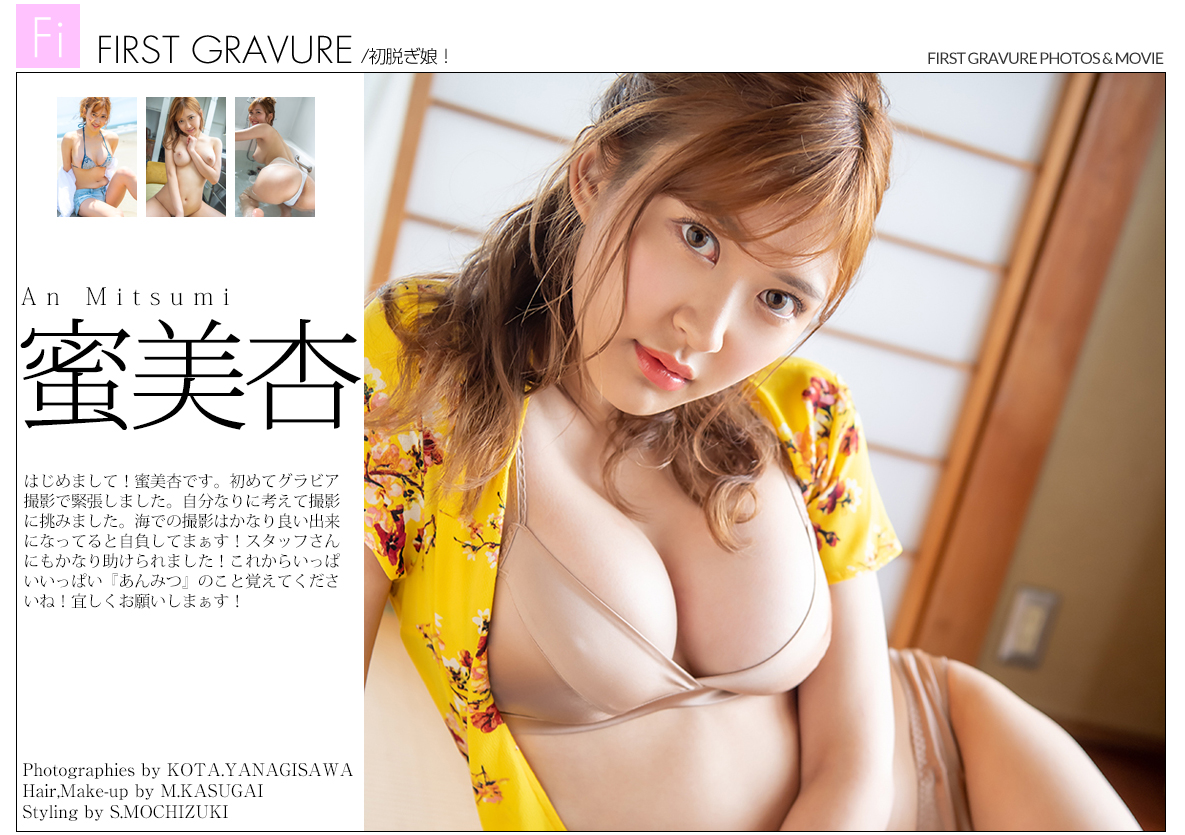 Fi
FIRST GRAVURE /初脱ぎ娘！
FIRST GRAVURE PHOTOS & MOVIE
An Mitsumi
蜜美杏
はじめまして！蜜美杏です。初めてグラビア
撮影で緊張しました。自分なりに考えて撮影
に挑みました。海での撮影はかなり良い出来
になってると自負してまぁす！スタッフさん
にもかなり助けられました！これからいっぱ
いいっぱい『あんみつ』のこと覚えてくださ
いね！宜しくお願いしまぁす！
Photographies by KOTA.YANAGISAWA
Hair,Make-up by M.KASUGAI
Styling by S.MOCHIZUKI